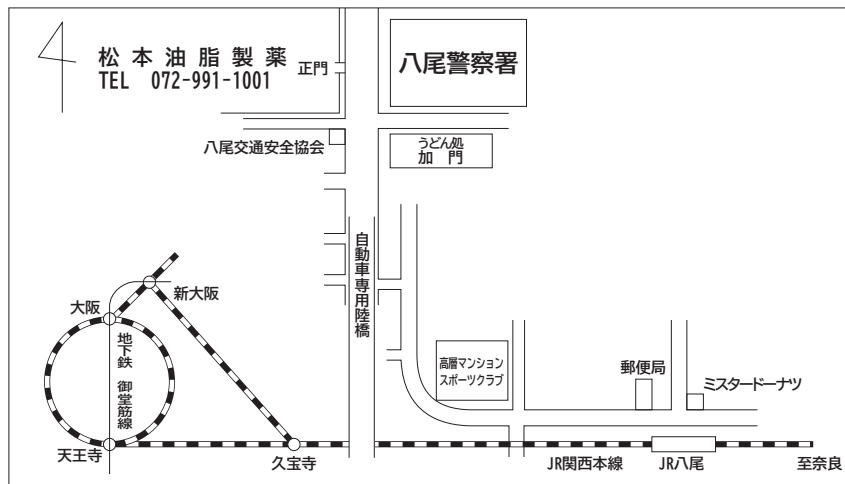 松本油脂製薬
TEL 072-991-1001
正門
八尾警察署
八尾交通安全協会
うどん処
加門
自動車専用陸橋
新大阪
大阪
地下鉄 御堂筋線
高層マンション
スポーツクラブ
郵便局
ミスタードーナツ
天王寺
久宝寺
JR関西本線
JR八尾
至奈良